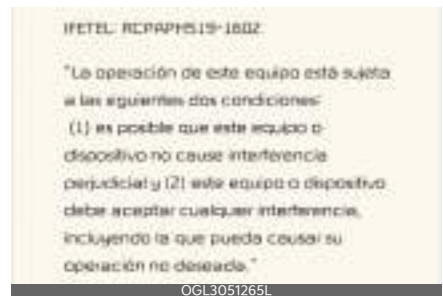 IFETEL: RCPAPH519-1802
"La operación de este equipo está sujeta
a las siguientes dos condiciones:
(1) es posible que este equipo o
dispositivo no cause interferencia
perjudicial y (2) este equipo o dispositivo
debe aceptar cualquier interferencia,
incluyendo la que pueda causar su
operación no deseada."
OGL3051265L